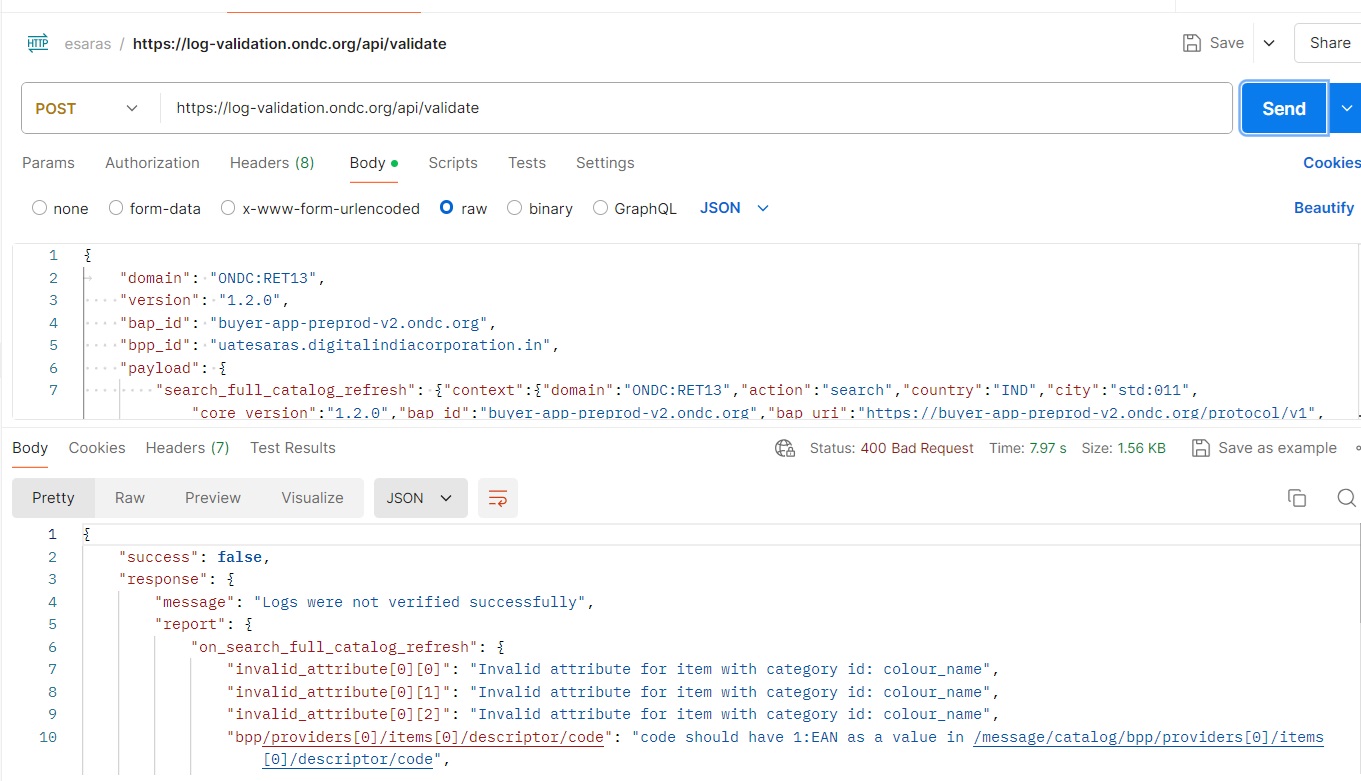 HTTP esaras / https://log-validation.ondc.org/api/validate Save Share
POST https://log-validation.ondc.org/api/validate Send
Params Authorization Headers (8) Body Scripts Tests Settings Cookies
none form-data x-www-form-urlencoded raw binary GraphQL JSON Beautify
1 {
2 "domain": "ONDC:RET13",
3 "version": "1.2.0",
4 "bap_id": "buyer-app-preprod-v2.ondc.org",
5 "bpp_id": "uatesaras.digitalindiacorporation.in",
6 "payload": {
7 "search_full_catalog_refresh": {"context":{"domain":"ONDC:RET13","action":"search","country":"IND","city":"std:011",
"core_version":"1.2.0","bap_id":"buyer-app-preprod-v2.ondc.org","bap_uri":"https://buyer-app-preprod-v2.ondc.org/protocol/v1",
Body Cookies Headers (7) Test Results Status: 400 Bad Request Time: 7.97 s Size: 1.56 KB Save as example
Pretty Raw Preview Visualize JSON
1 {
2 "success": false,
3 "response": {
4 "message": "Logs were not verified successfully",
5 "report": {
6 "on_search_full_catalog_refresh": {
7 "invalid_attribute[0][0]": "Invalid attribute for item with category id: colour_name",
8 "invalid_attribute[0][1]": "Invalid attribute for item with category id: colour_name",
9 "invalid_attribute[0][2]": "Invalid attribute for item with category id: colour_name",
10 "bpp/providers[0]/items[0]/descriptor/code": "code should have 1:EAN as a value in /message/catalog/bpp/providers[0]/items
[0]/descriptor/code",